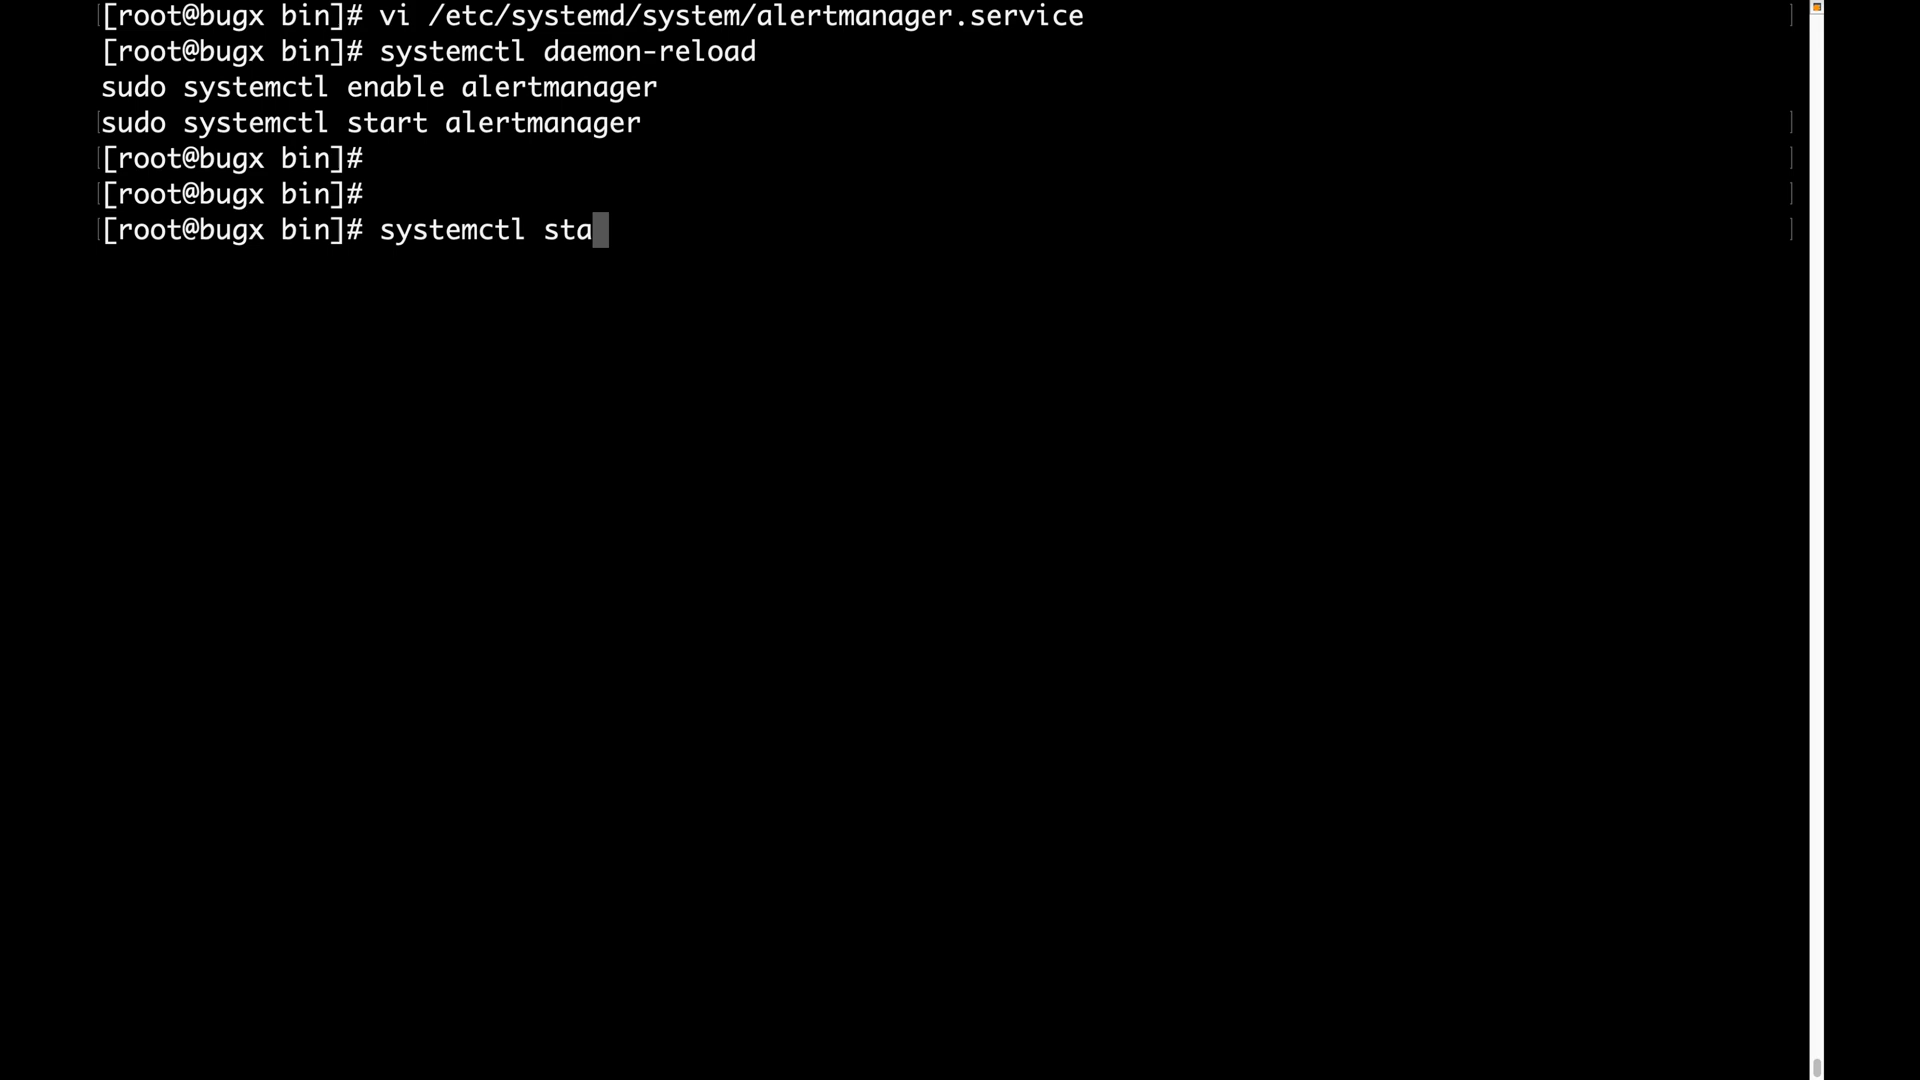 [root@bugx bin]# vi /etc/systemd/system/alertmanager.service
[root@bugx bin]# systemctl daemon-reload
sudo systemctl enable alertmanager
sudo systemctl start alertmanager
[root@bugx bin]#
[root@bugx bin]#
[root@bugx bin]# systemctl sta